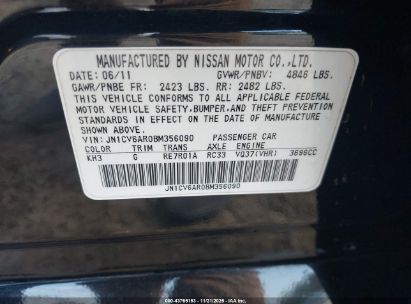 MANUFACTURED BY NISSAN MOTOR CO.,LTD.
DATE: 06/11 GVWR/PNBV: 4846 LBS.
GAWR/PNBE FR: 2423 LBS. RR: 2482 LBS.
THIS VEHICLE CONFORMS TO ALL APPLICABLE FEDERAL
MOTOR VEHICLE SAFETY,BUMPER,AND THEFT PREVENTION
STANDARDS IN EFFECT ON THE DATE OF MANUFACTURE
SHOWN ABOVE.
VIN: JN1CV6AR0BM356090 PASSENGER CAR
COLOR TRIM TRANS AXLE ENGINE
KH3 G RE7R01A RC33 VQ37(VHR) 3696CC
JN1CV6AR0BM356090